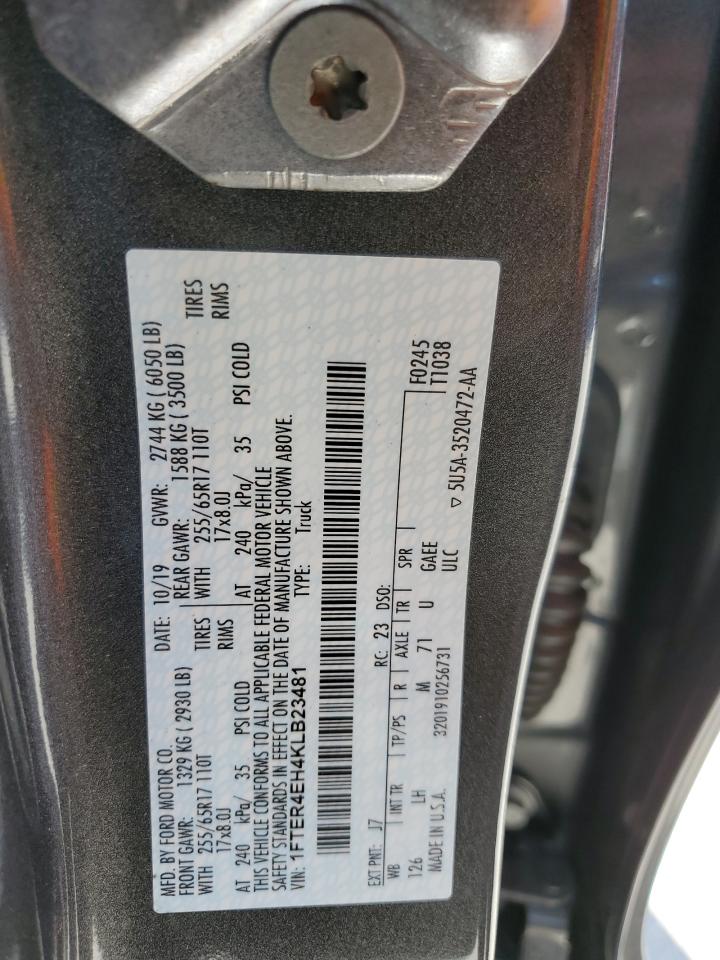 MFD. BY FORD MOTOR CO. DATE: 10/19 GVWR: 2744 KG ( 6050 LB)
FRONT GAWR: 1329 KG ( 2930 LB) REAR GAWR: 1588 KG ( 3500 LB)
WITH 255/65R17 110T TIRES WITH 255/65R17 110T TIRES
17x8.0J RIMS 17x8.0J RIMS
AT 240 kPa/ 35 PSI COLD AT 240 kPa/ 35 PSI COLD
THIS VEHICLE CONFORMS TO ALL APPLICABLE FEDERAL MOTOR VEHICLE
SAFETY STANDARDS IN EFFECT ON THE DATE OF MANUFACTURE SHOWN ABOVE.
VIN: 1FTER4EH4KLB23481 TYPE: Truck
EXT PNT: J7 RC: 23 DSO: F0245
WB INT TR TP/PS R AXLE TR SPR T1038
126 LH M 71 U GAEE
MADE IN U.S.A. 3201910256731 ULC ▽ 5U5A-3520472-AA